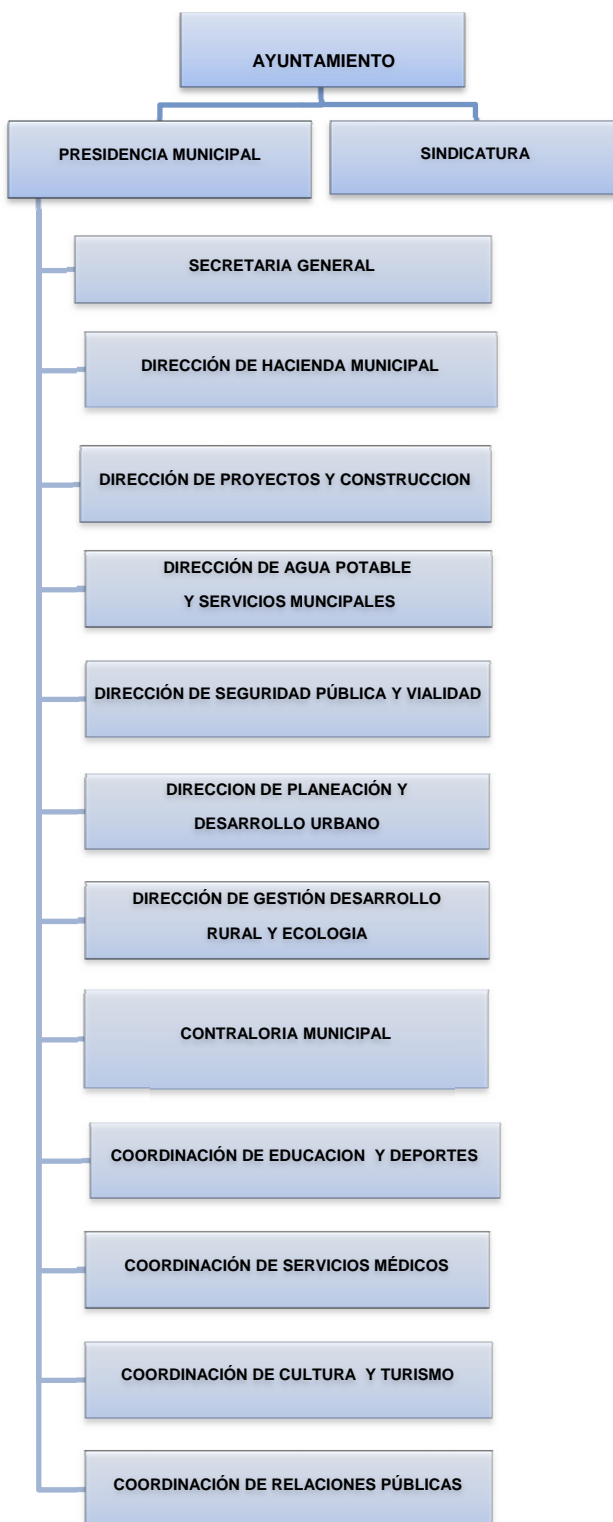 AYUNTAMIENTO
PRESIDENCIA MUNICIPAL
SINDICATURA
SECRETARIA GENERAL
DIRECCIÓN DE HACIENDA MUNICIPAL
DIRECCIÓN DE PROYECTOS Y CONSTRUCCION
DIRECCIÓN DE AGUA POTABLE
Y SERVICIOS MUNCIPALES
DIRECCIÓN DE SEGURIDAD PÚBLICA Y VIALIDAD
DIRECCION DE PLANEACIÓN Y
DESARROLLO URBANO
DIRECCIÓN DE GESTIÓN DESARROLLO
RURAL Y ECOLOGIA
CONTRALORIA MUNICIPAL
COORDINACIÓN DE EDUCACION Y DEPORTES
COORDINACIÓN DE SERVICIOS MÉDICOS
COORDINACIÓN DE CULTURA Y TURISMO
COORDINACIÓN DE RELACIONES PÚBLICAS